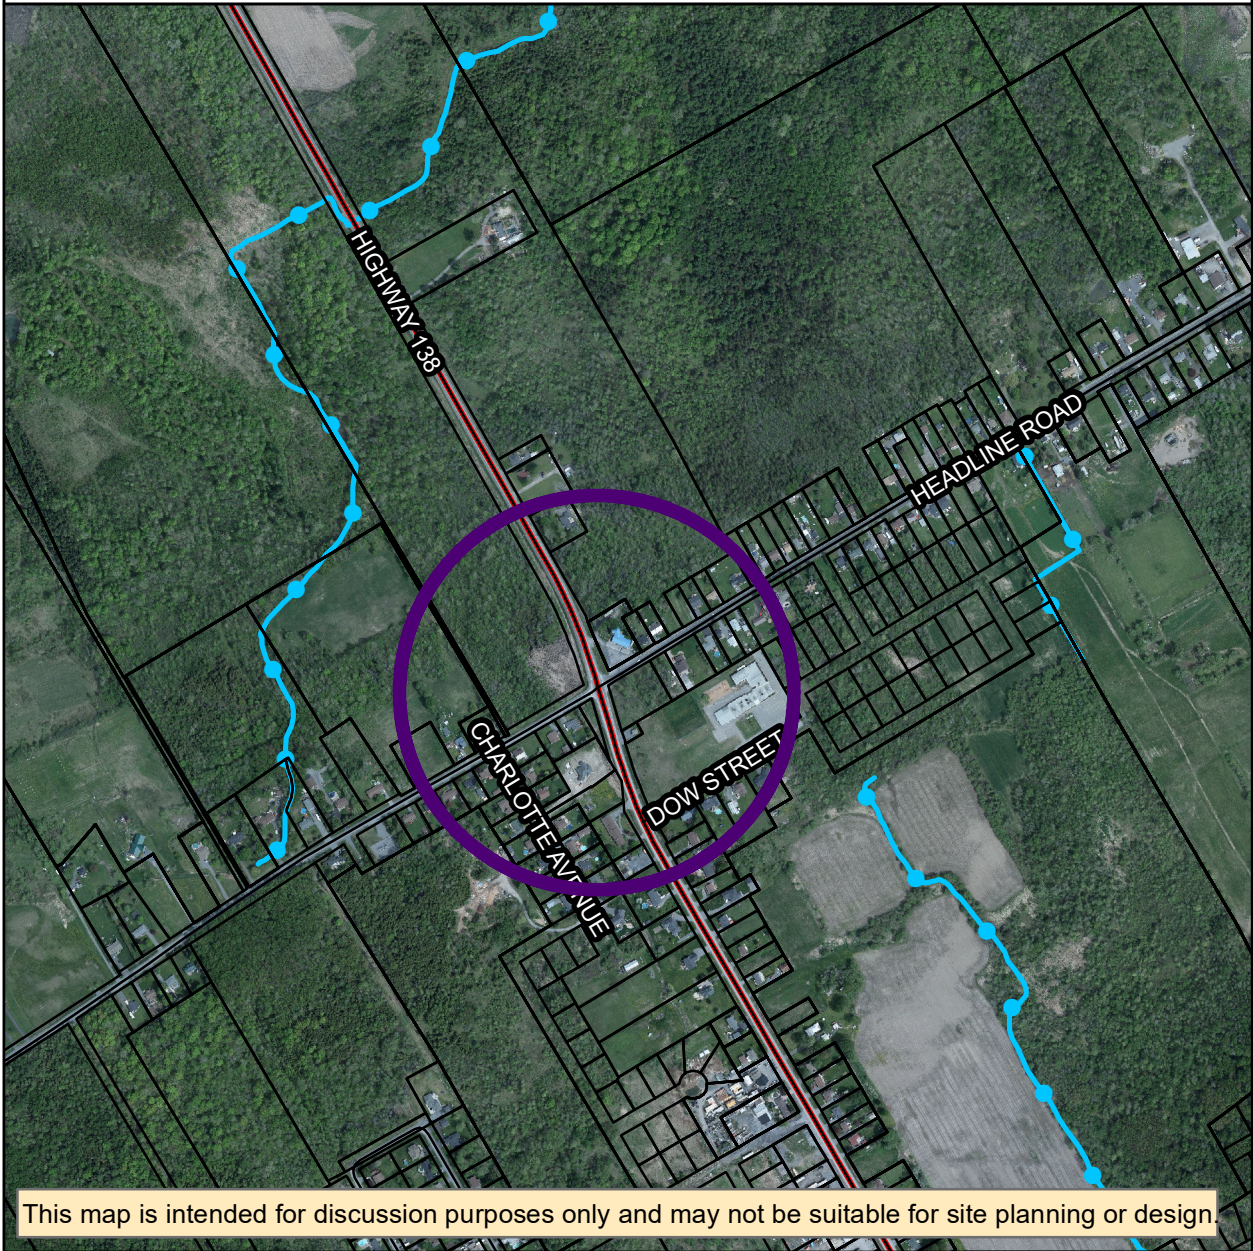 HIGHWAY 138
HEADLINE ROAD
CHARLOTTE AVENUE
DOW STREET
This map is intended for discussion purposes only and may not be suitable for site planning or design.